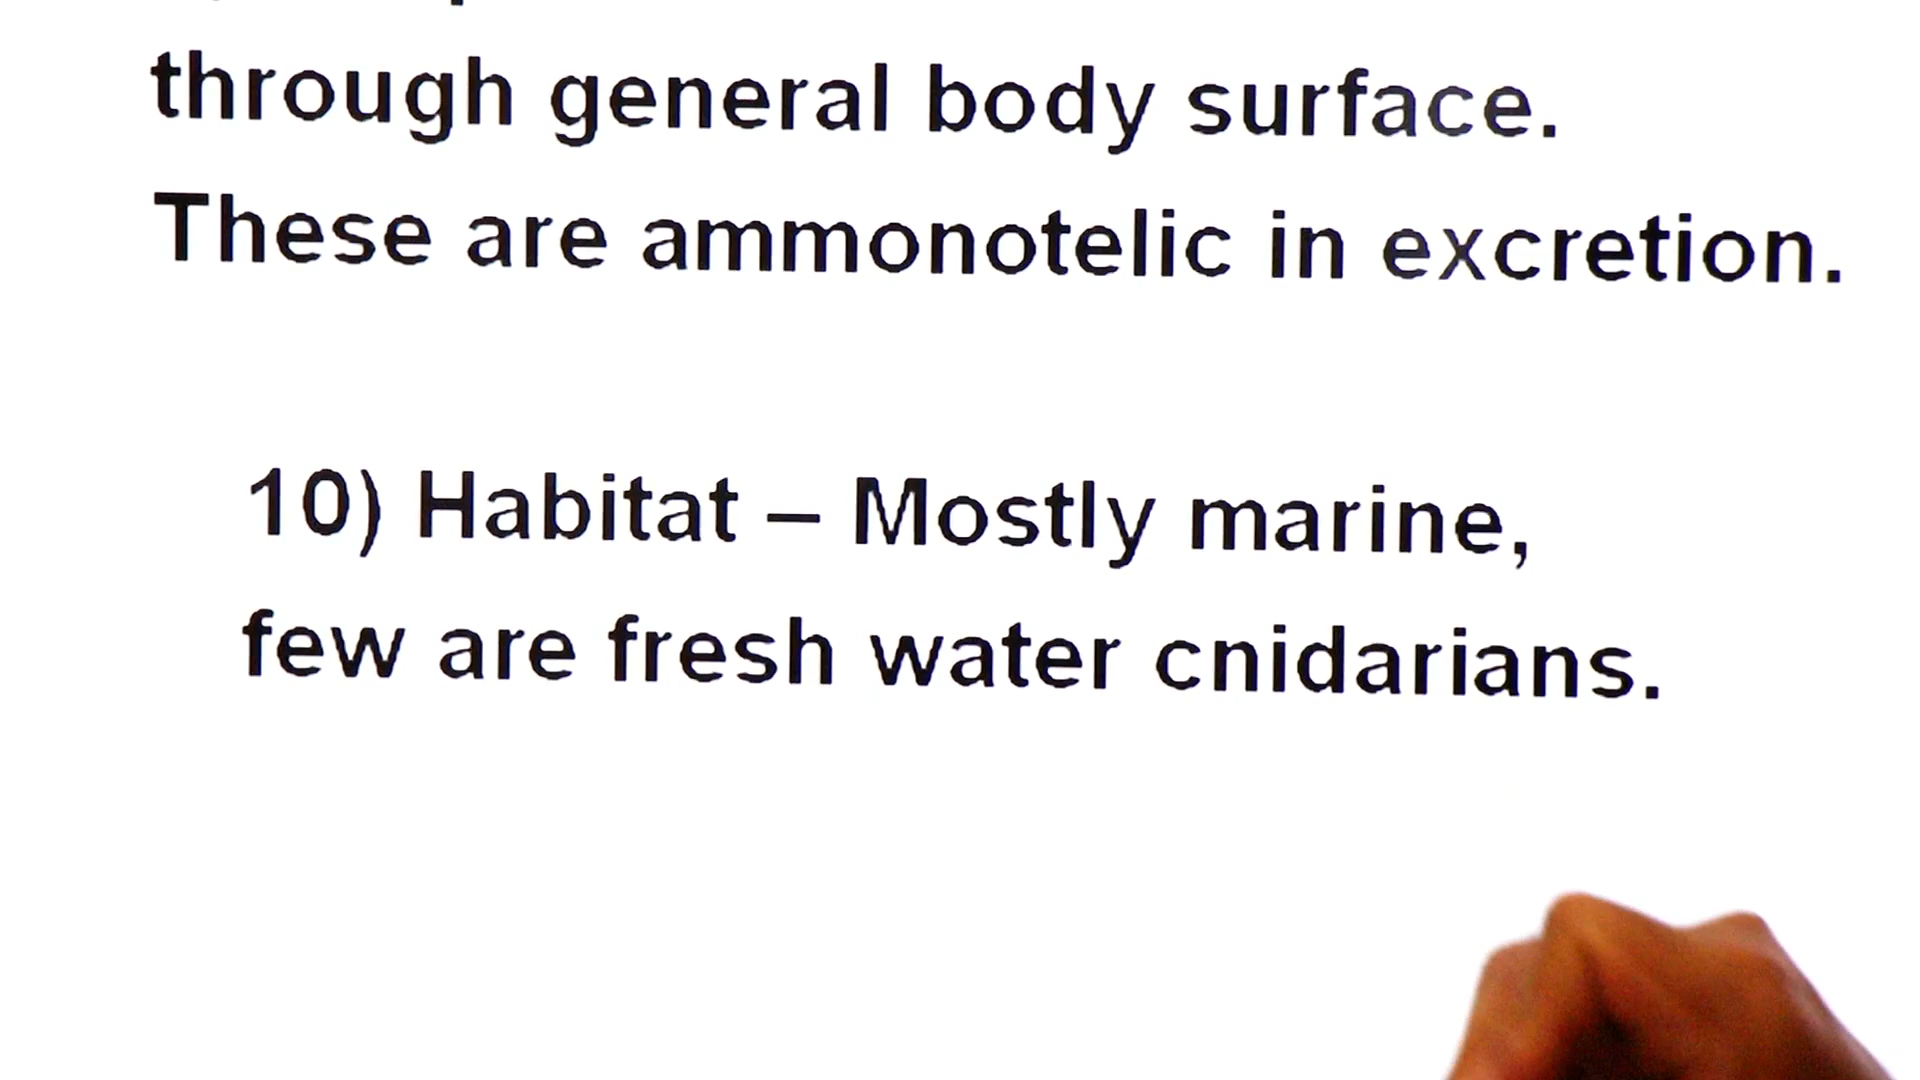 through general body surface.
These are ammonotelic in excretion.
10) Habitat – Mostly marine,
few are fresh water cnidarians.